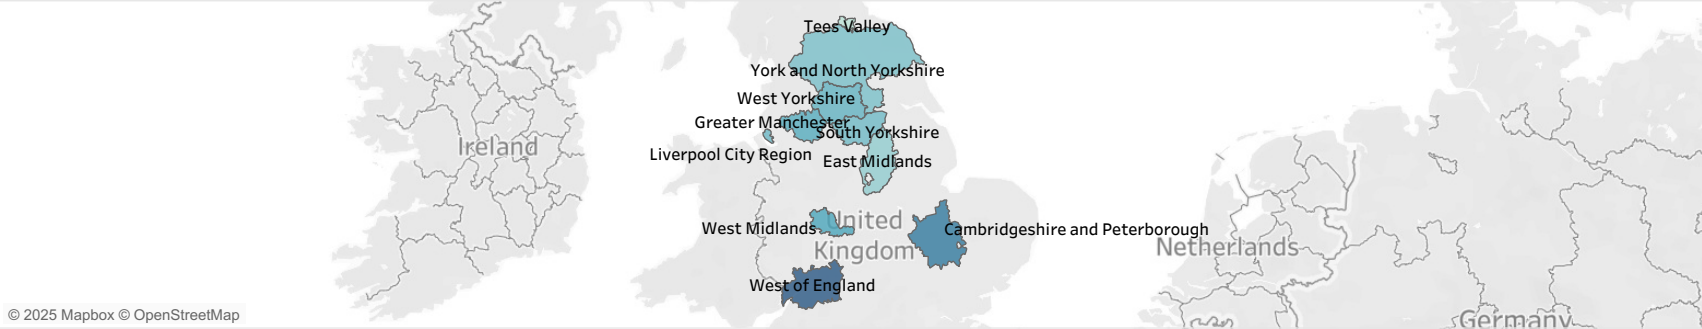 Tees Valley
York and North Yorkshire
West Yorkshire
Greater Manchester
South Yorkshire
Ireland
Liverpool City Region
East Midlands
West Midlands
United
Kingdom
Cambridgeshire and Peterborough
Netherlands
West of England
© 2025 Mapbox © OpenStreetMap
Germany